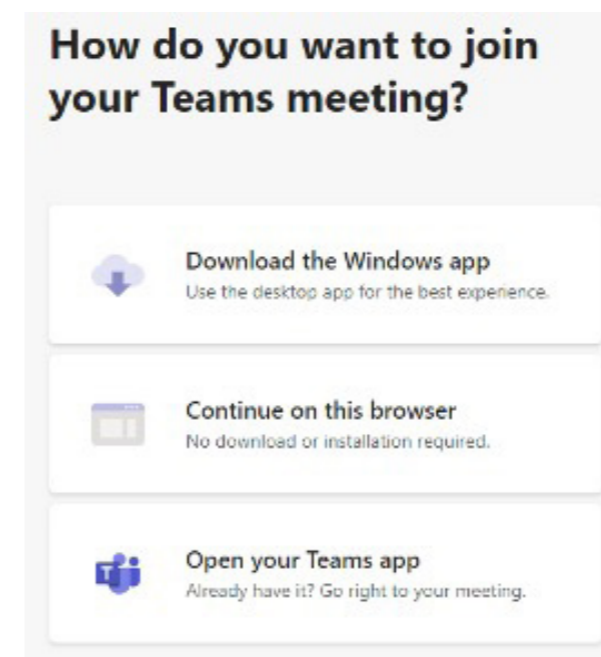 How do you want to join
your Teams meeting?
Download the Windows app
Use the desktop app for the best experience.
Continue on this browser
No download or installation required.
Open your Teams app
Already have it? Go right to your meeting.